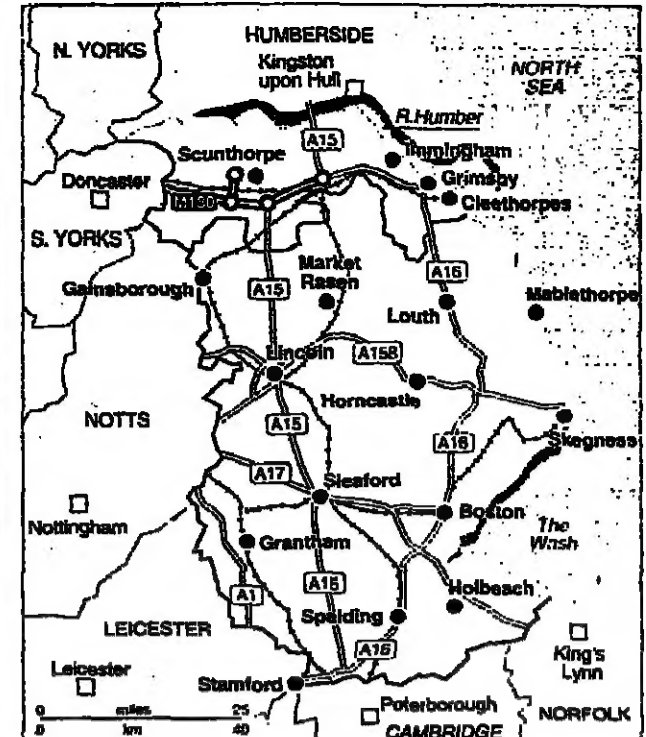 HUMBERSIDE
N. YORKS
Kingston
upon Hull
NORTH
SEA
R. Humber
A15
Immingham
Scunthorpe
Doncaster
Grimsby
M180
Cleethorpes
S. YORKS
Market
Rasen
A16
Gainsborough
A15
Mablethorpe
Louth
Lincoln
A158
Horncastle
NOTTS
A15
A16
Skegness
A17
Sleaford
Nottingham
Boston
The
Wash
Grantham
A15
A1
Holbeach
Spalding
LEICESTER
A16
King's
Lynn
Leicester
Stamford
0 miles 25
0 km 40
Peterborough
NORFOLK
CAMBRIDGE